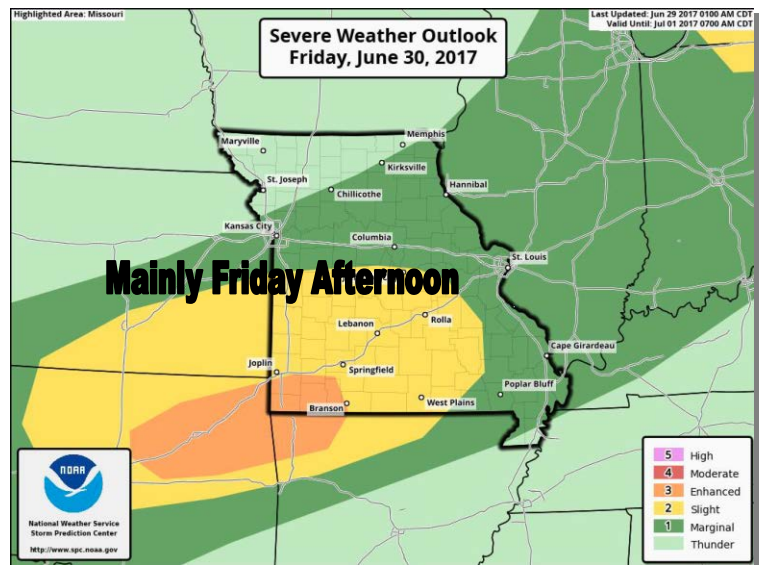 Highlighted Area: Missouri
Last Updated: Jun 29 2017 0100 AM CDT
Valid Until: Jul 01 2017 0700 AM CDT
Severe Weather Outlook
Friday, June 30, 2017
Maryville
Memphis
Kirksville
St. Joseph
Chillicothe
Hannibal
Kansas City
Columbia
St. Louis
Mainly Friday Afternoon
Rolla
Lebanon
Cape Girardeau
Joplin
Springfield
Poplar Bluff
Branson
West Plains
NOAA
National Weather Service
Storm Prediction Center
http://www.spc.noaa.gov
5 High
4 Moderate
3 Enhanced
2 Slight
1 Marginal
Thunder